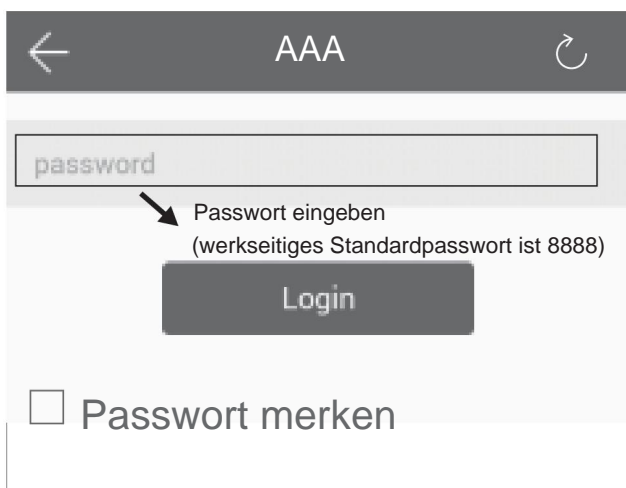 AAA
password
Passwort eingeben
(werkseitiges Standardpasswort ist 8888)
Login
Passwort merken